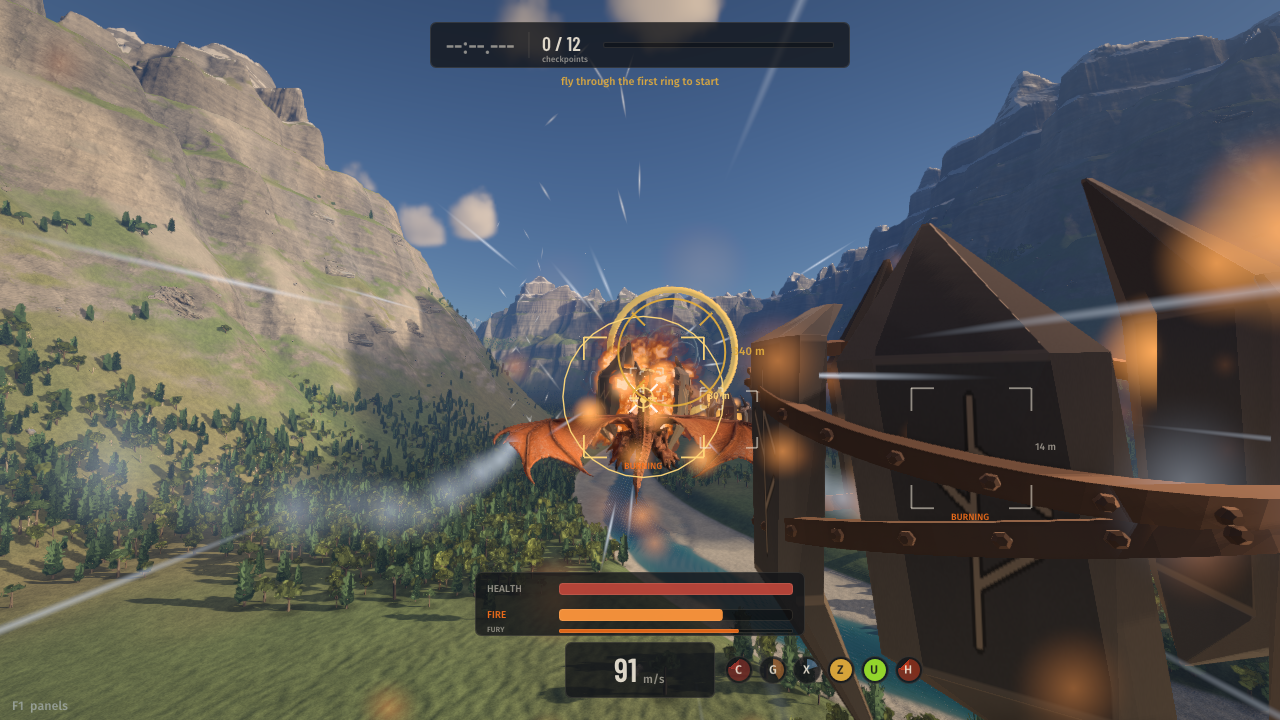 --:--.---
0 / 12
checkpoints
fly through the first ring to start
40 m
14 m
BURNING
BURNING
HEALTH
FIRE
FURY
91 m/s
C G X Z U H
F1 panels